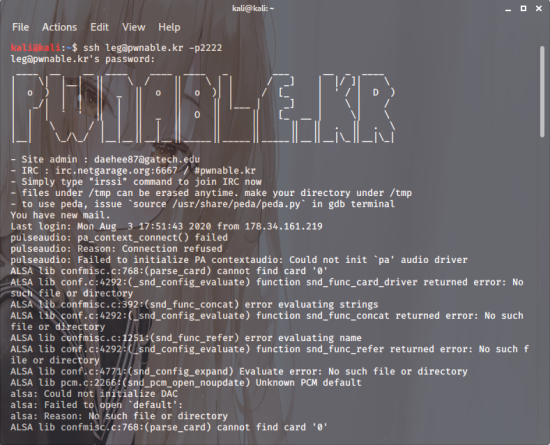 kali@kali: ~
File Actions Edit View Help
kali@kali:~$ ssh leg@pwnable.kr -p2222
leg@pwnable.kr's password:
PWNABLE.KR
- Site admin : daehee87@gatech.edu
- IRC : irc.netgarage.org:6667 / #pwnable.kr
- Simply type "irssi" command to join IRC now
- files under /tmp can be erased anytime. make your directory under /tmp
- to use peda, issue `source /usr/share/peda/peda.py` in gdb terminal
You have new mail.
Last login: Mon Aug  3 17:51:43 2020 from 178.34.161.219
pulseaudio: pa_context_connect() failed
pulseaudio: Reason: Connection refused
pulseaudio: Failed to initialize PA contextaudio: Could not init `pa' audio driver
ALSA lib confmisc.c:768:(parse_card) cannot find card '0'
ALSA lib conf.c:4292:(_snd_config_evaluate) function snd_func_card_driver returned error: No
such file or directory
ALSA lib confmisc.c:392:(snd_func_concat) error evaluating strings
ALSA lib conf.c:4292:(_snd_config_evaluate) function snd_func_concat returned error: No such
file or directory
ALSA lib confmisc.c:1251:(snd_func_refer) error evaluating name
ALSA lib conf.c:4292:(_snd_config_evaluate) function snd_func_refer returned error: No such f
ile or directory
ALSA lib conf.c:4771:(snd_config_expand) Evaluate error: No such file or directory
ALSA lib pcm.c:2266:(snd_pcm_open_noupdate) Unknown PCM default
alsa: Could not initialize DAC
alsa: Failed to open `default':
alsa: Reason: No such file or directory
ALSA lib confmisc.c:768:(parse_card) cannot find card '0'